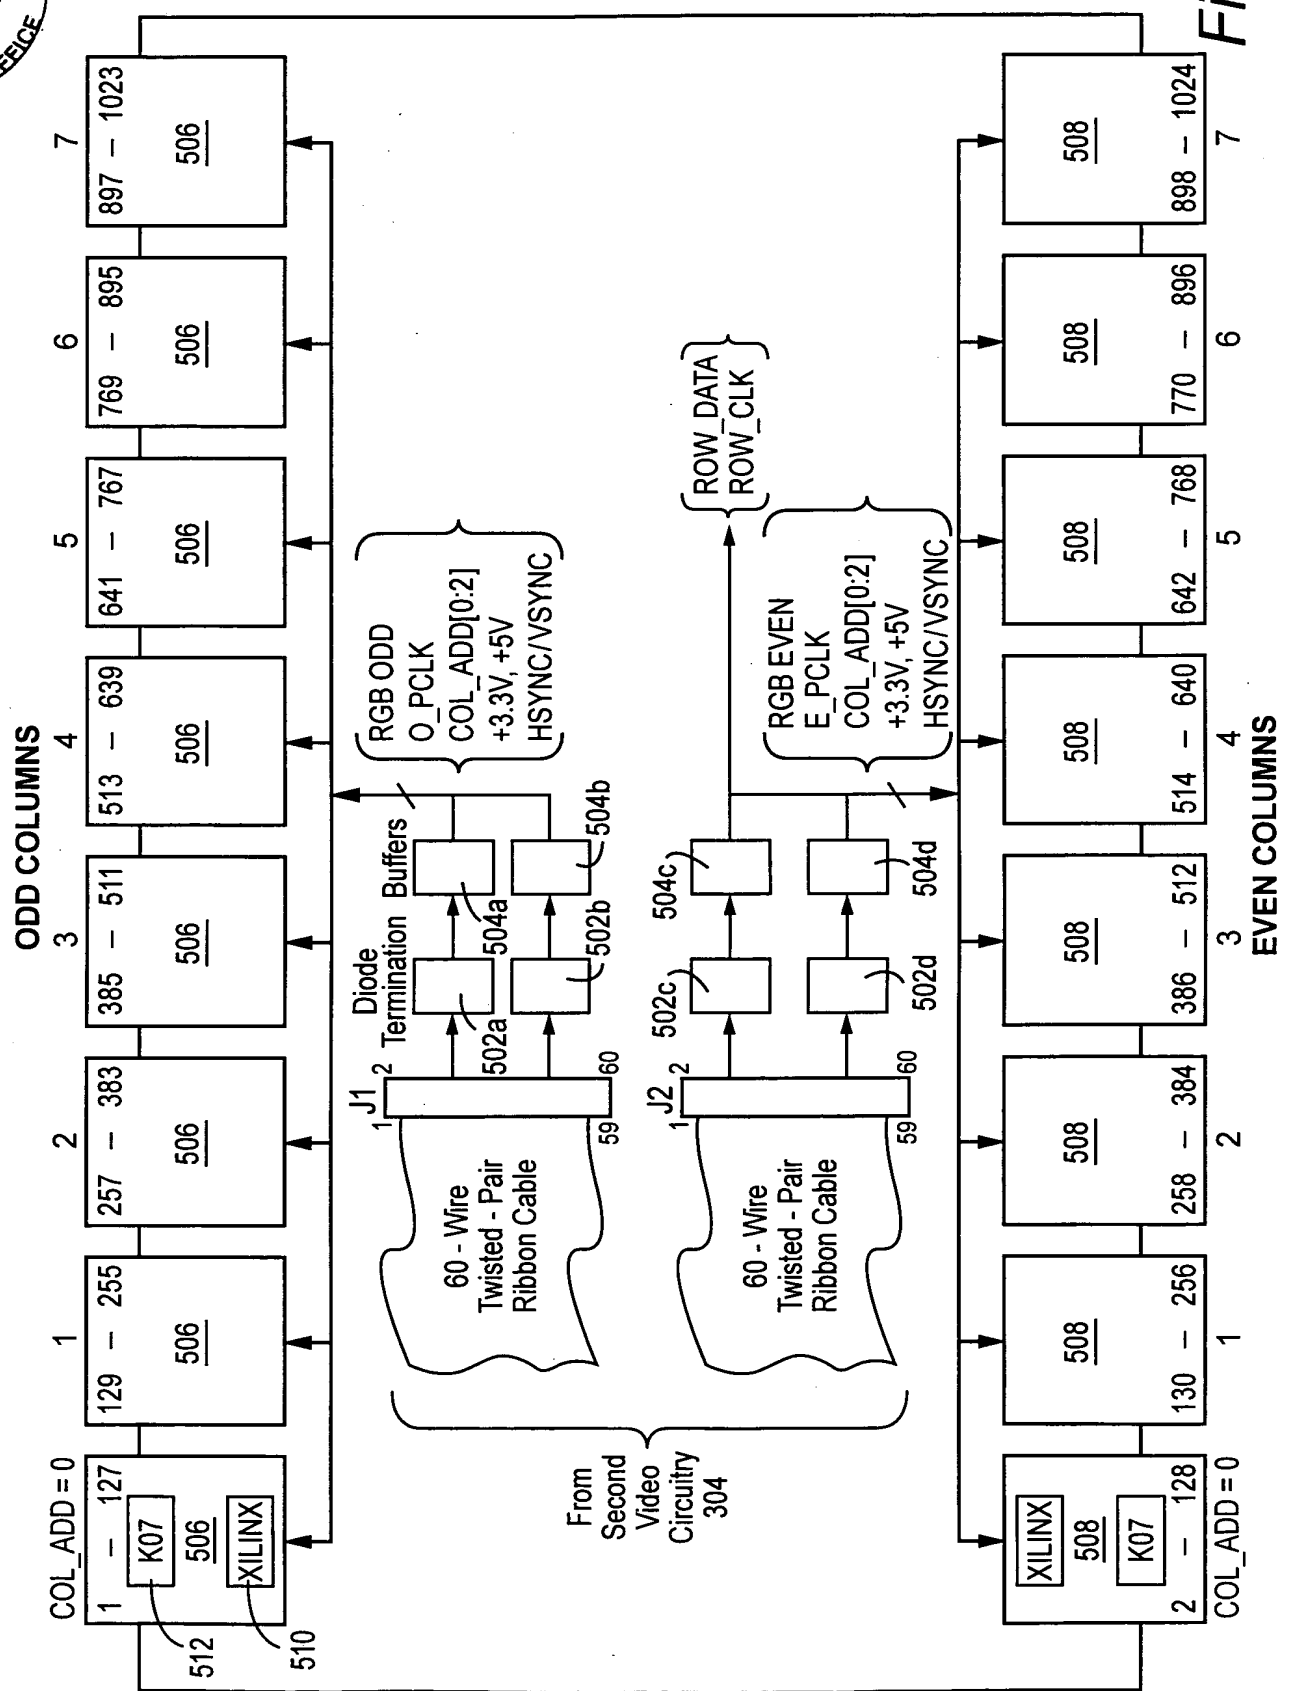 ODD COLUMNS
COL_ADD = 0
1
2
3
4
5
6
7
1 – 127
129 – 255
257 – 383
385 – 511
513 – 639
641 – 767
769 – 895
897 – 1023
K07
506
XILINX
506
506
506
506
506
506
506
512
510
From
Second
Video
Circuitry
304
60 - Wire
Twisted - Pair
Ribbon Cable
J1
1
2
59
60
Diode
Termination
Buffers
502a
504a
502b
504b
RGB ODD
O_PCLK
COL_ADD[0:2]
+3.3V, +5V
HSYNC/VSYNC
60 - Wire
Twisted - Pair
Ribbon Cable
J2
1
2
59
60
502c
504c
502d
504d
ROW_DATA
ROW_CLK
RGB EVEN
E_PCLK
COL_ADD[0:2]
+3.3V, +5V
HSYNC/VSYNC
XILINX
508
K07
508
508
508
508
508
508
508
2 – 128
130 – 256
258 – 384
386 – 512
514 – 640
642 – 768
770 – 896
898 – 1024
COL_ADD = 0
1
2
3
4
5
6
7
EVEN COLUMNS